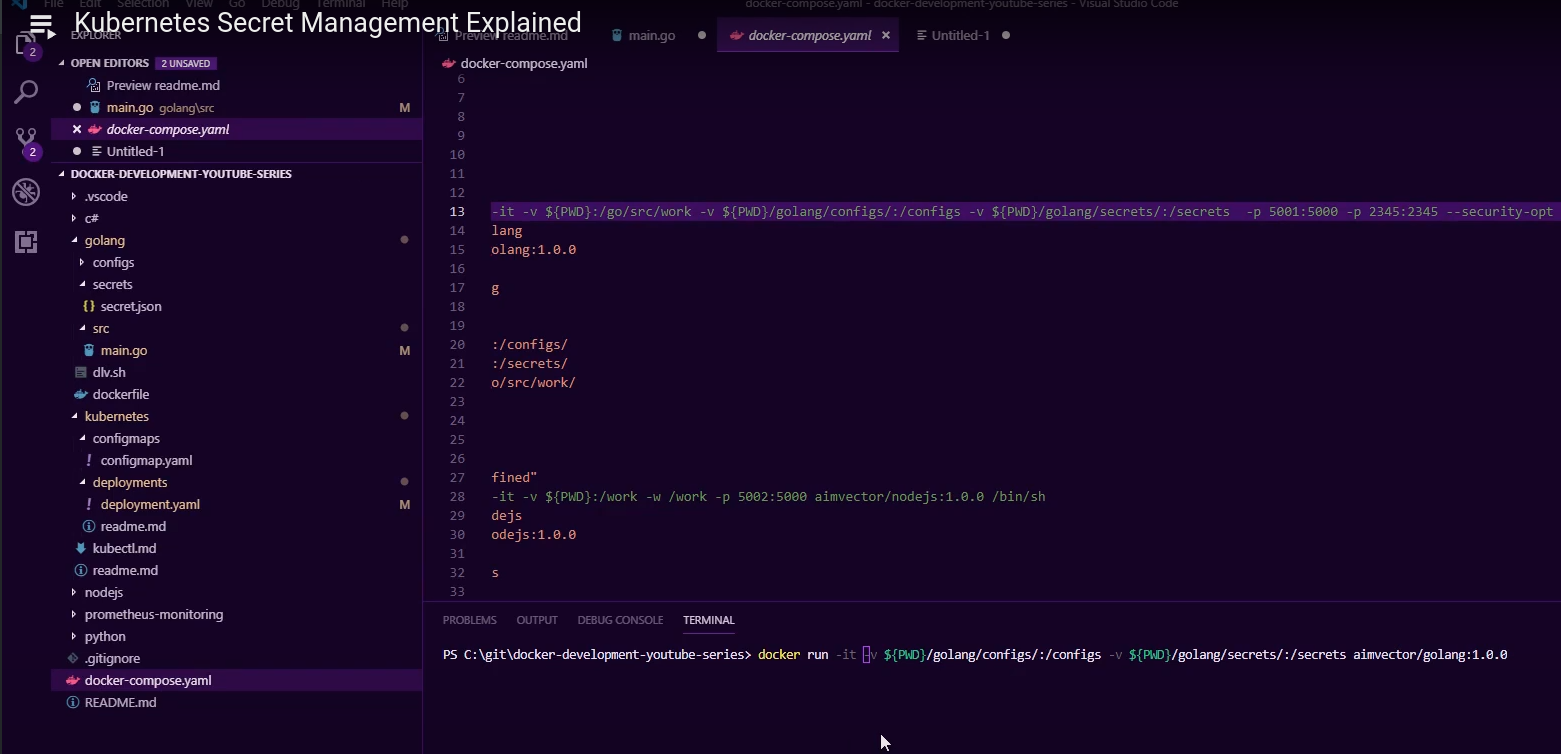 File Edit Selection View Go Debug Terminal Help
docker-compose.yaml - docker-development-youtube-series - Visual Studio Code
Kubernetes Secret Management Explained
EXPLORER
Preview readme.md
main.go
docker-compose.yaml
Untitled-1
2
OPEN EDITORS 2 UNSAVED
Preview readme.md
main.go golang\src M
docker-compose.yaml
Untitled-1
2
DOCKER-DEVELOPMENT-YOUTUBE-SERIES
.vscode
c#
golang
configs
secrets
{} secret.json
src
main.go M
dlv.sh
dockerfile
kubernetes
configmaps
! configmap.yaml
deployments
! deployment.yaml M
readme.md
kubectl.md
readme.md
nodejs
prometheus-monitoring
python
.gitignore
docker-compose.yaml
README.md
docker-compose.yaml
6
7
8
9
10
11
12
13 -it -v ${PWD}:/go/src/work -v ${PWD}/golang/configs/:/configs -v ${PWD}/golang/secrets/:/secrets  -p 5001:5000 -p 2345:2345 --security-opt
14 lang
15 olang:1.0.0
16
17 g
18
19
20 :/configs/
21 :/secrets/
22 o/src/work/
23
24
25
26
27 fined"
28 -it -v ${PWD}:/work -w /work -p 5002:5000 aimvector/nodejs:1.0.0 /bin/sh
29 dejs
30 odejs:1.0.0
31
32 s
33
PROBLEMS OUTPUT DEBUG CONSOLE TERMINAL
PS C:\git\docker-development-youtube-series> docker run -it -v ${PWD}/golang/configs/:/configs -v ${PWD}/golang/secrets/:/secrets aimvector/golang:1.0.0